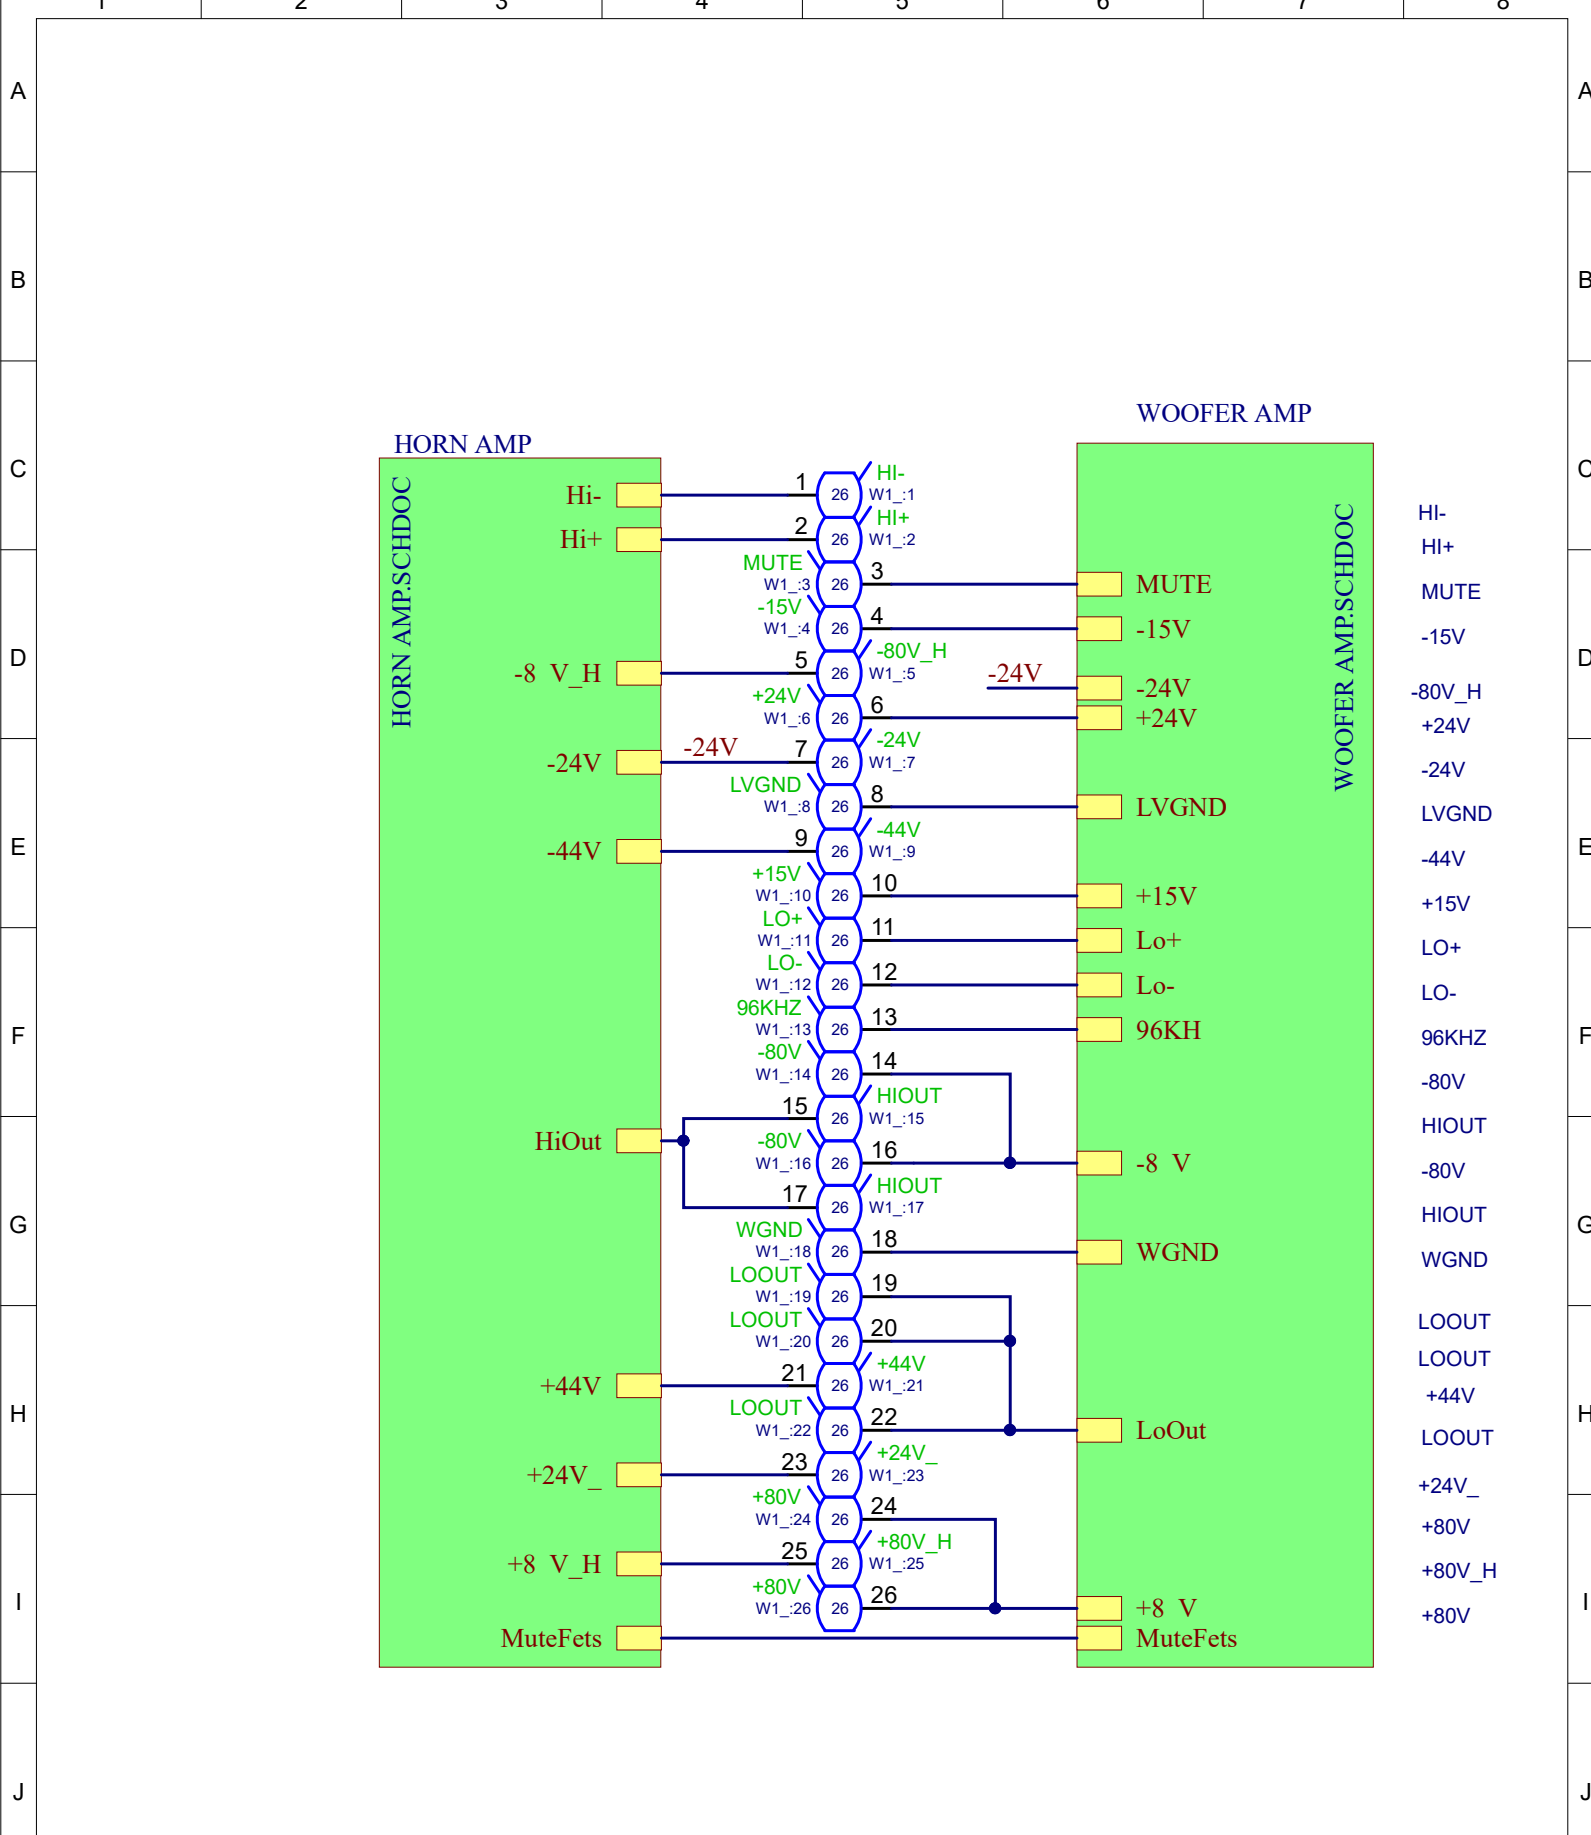 1 2 3 4 5 6 7 8
A A
B B
C C
D D
E E
F F
G G
H H
I I
J J
HORN AMP
HORN AMP.SCHDOC
Hi-
Hi+
-8 V_H
-24V
-24V
-44V
HiOut
+44V
+24V_
+8 V_H
MuteFets
1 26 HI- W1_:1
2 26 HI+ W1_:2
MUTE W1_:3 26 3
-15V W1_:4 26 4
5 26 -80V_H W1_:5
+24V W1_:6 26 6
7 26 -24V W1_:7
LVGND W1_:8 26 8
9 26 -44V W1_:9
+15V W1_:10 26 10
LO+ W1_:11 26 11
LO- W1_:12 26 12
96KHZ W1_:13 26 13
-80V W1_:14 26 14
15 26 HIOUT W1_:15
-80V W1_:16 26 16
17 26 HIOUT W1_:17
WGND W1_:18 26 18
LOOUT W1_:19 26 19
LOOUT W1_:20 26 20
21 26 +44V W1_:21
LOOUT W1_:22 26 22
23 26 +24V_ W1_:23
+80V W1_:24 26 24
25 26 +80V_H W1_:25
+80V W1_:26 26 26
WOOFER AMP
WOOFER AMP.SCHDOC
MUTE
-15V
-24V
-24V
+24V
LVGND
+15V
Lo+
Lo-
96KH
-8 V
WGND
LoOut
+8 V
MuteFets
HI-
HI+
MUTE
-15V
-80V_H
+24V
-24V
LVGND
-44V
+15V
LO+
LO-
96KHZ
-80V
HIOUT
-80V
HIOUT
WGND
LOOUT
LOOUT
+44V
LOOUT
+24V_
+80V
+80V_H
+80V